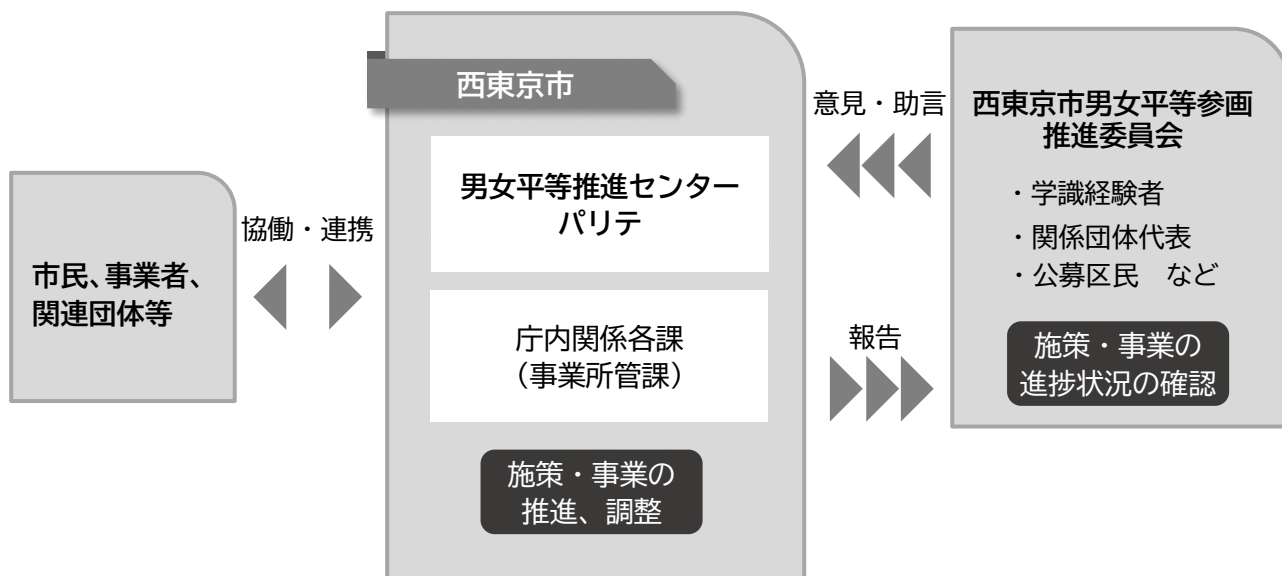 市民、事業者、
関連団体等
協働・連携
西東京市
男女平等推進センター
パリテ
庁内関係各課
（事業所管課）
施策・事業の
推進、調整
意見・助言
報告
西東京市男女平等参画
推進委員会
・学識経験者
・関係団体代表
・公募区民　など
施策・事業の
進捗状況の確認